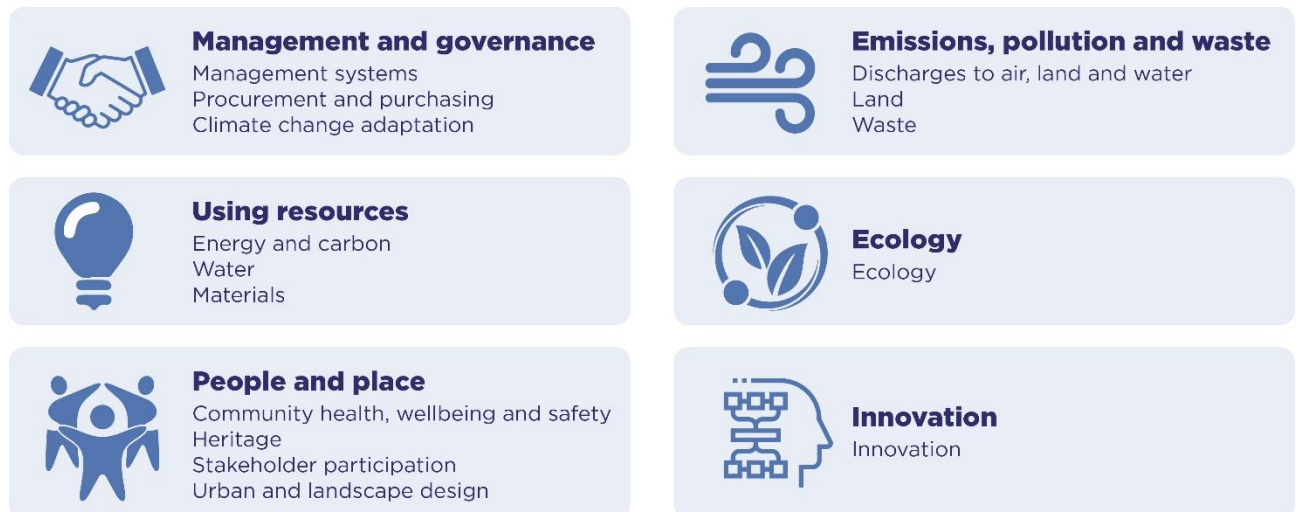 Management and governance
Management systems
Procurement and purchasing
Climate change adaptation
Emissions, pollution and waste
Discharges to air, land and water
Land
Waste
Using resources
Energy and carbon
Water
Materials
Ecology
Ecology
People and place
Community health, wellbeing and safety
Heritage
Stakeholder participation
Urban and landscape design
Innovation
Innovation